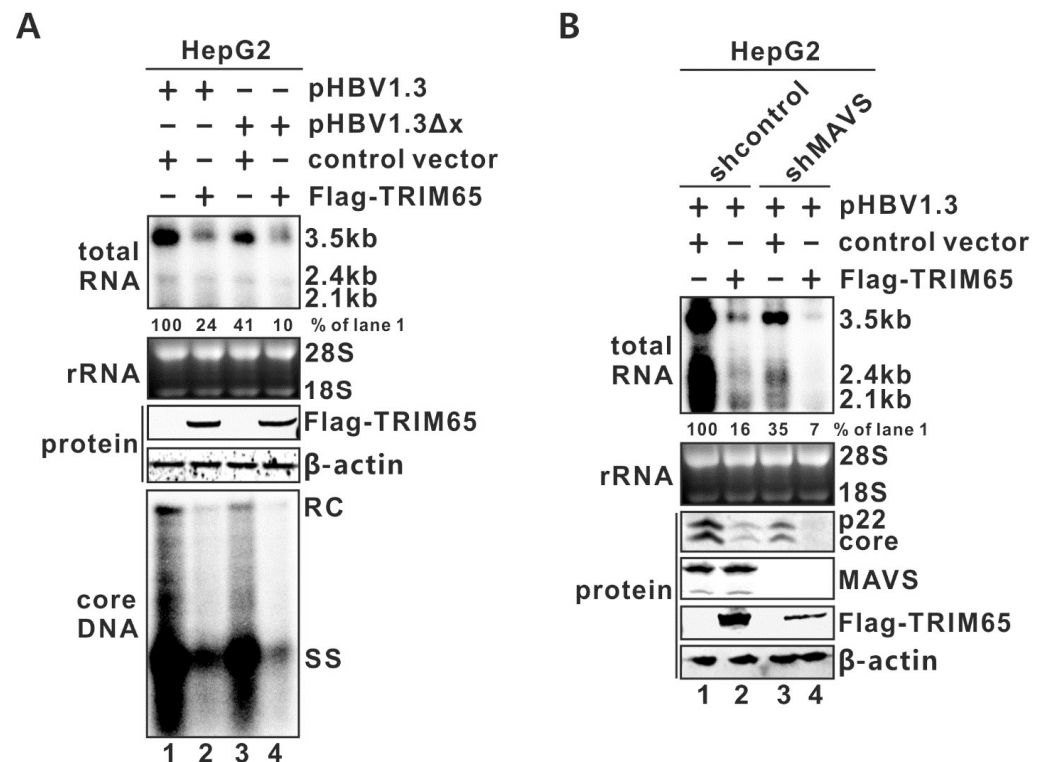 A
HepG2
+ + − − pHBV1.3
− − + + pHBV1.3Δx
+ − + − control vector
− + − + Flag-TRIM65
total RNA
3.5kb
2.4kb
2.1kb
100 24 41 10 % of lane 1
rRNA
28S
18S
protein
Flag-TRIM65
β-actin
core DNA
RC
SS
1 2 3 4
B
HepG2
shcontrol
shMAVS
+ + + + pHBV1.3
+ − + − control vector
− + − + Flag-TRIM65
total RNA
3.5kb
2.4kb
2.1kb
100 16 35 7 % of lane 1
rRNA
28S
18S
protein
p22
core
MAVS
Flag-TRIM65
β-actin
1 2 3 4